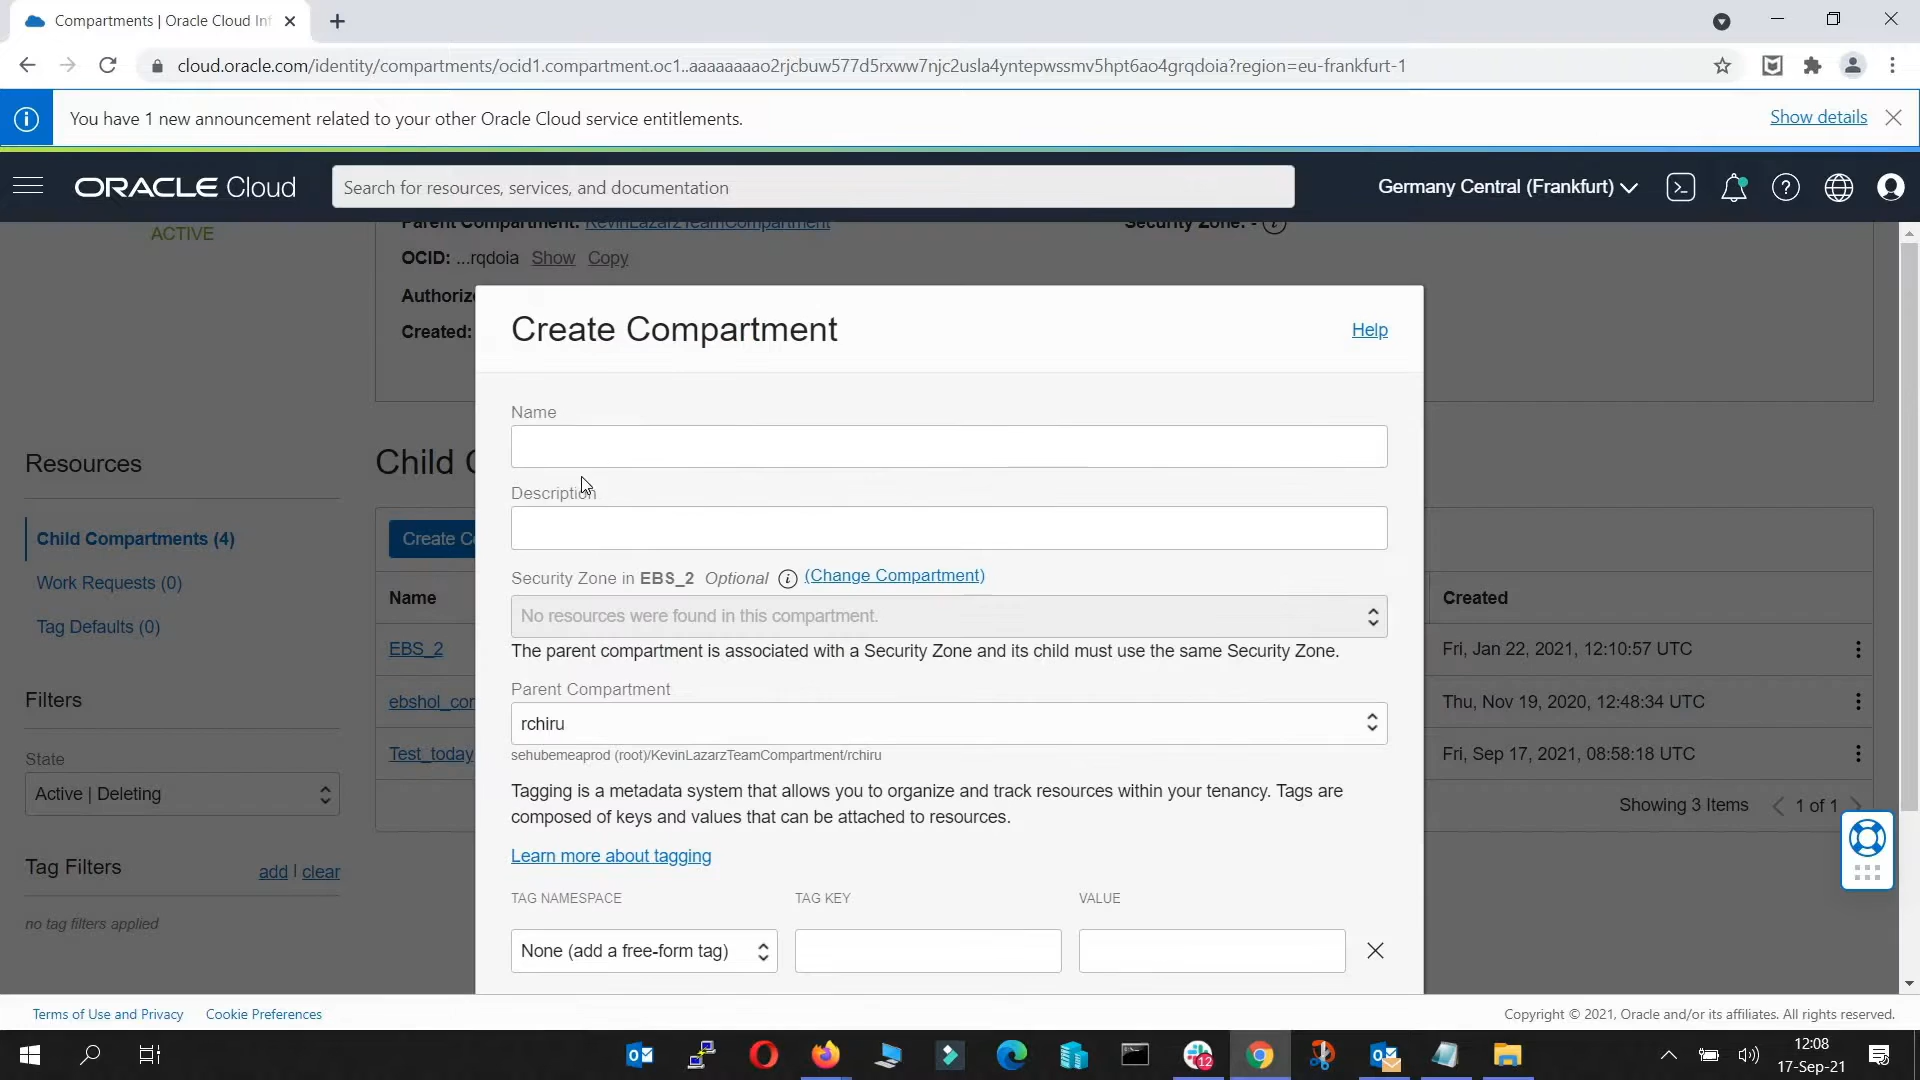 Compartments | Oracle Cloud Inf
cloud.oracle.com/identity/compartments/ocid1.compartment.oc1..aaaaaaaao2rjcbuw577d5rxww7njc2usla4yntepwssmv5hpt6ao4grqdoia?region=eu-frankfurt-1
You have 1 new announcement related to your other Oracle Cloud service entitlements.
Show details
ORACLE Cloud
Search for resources, services, and documentation
Germany Central (Frankfurt)
ACTIVE
Parent Compartment: KevinLazarzTeamCompartment
Security Zone: -
OCID: ...rqdoia Show Copy
Authorize
Created:
Create Compartment
Help
Name
Description
Security Zone in EBS_2 Optional (Change Compartment)
No resources were found in this compartment.
The parent compartment is associated with a Security Zone and its child must use the same Security Zone.
Parent Compartment
rchiru
sehubemeaprod (root)/KevinLazarzTeamCompartment/rchiru
Tagging is a metadata system that allows you to organize and track resources within your tenancy. Tags are
composed of keys and values that can be attached to resources.
Learn more about tagging
TAG NAMESPACE
TAG KEY
VALUE
None (add a free-form tag)
Resources
Child Compartments (4)
Work Requests (0)
Tag Defaults (0)
Filters
State
Active | Deleting
Tag Filters
add | clear
no tag filters applied
Child C
Create Co
Name
Created
EBS_2
Fri, Jan 22, 2021, 12:10:57 UTC
ebshol_cor
Thu, Nov 19, 2020, 12:48:34 UTC
Test_today
Fri, Sep 17, 2021, 08:58:18 UTC
Showing 3 Items
1 of 1
Terms of Use and Privacy
Cookie Preferences
Copyright © 2021, Oracle and/or its affiliates. All rights reserved.
12
12:08
17-Sep-21